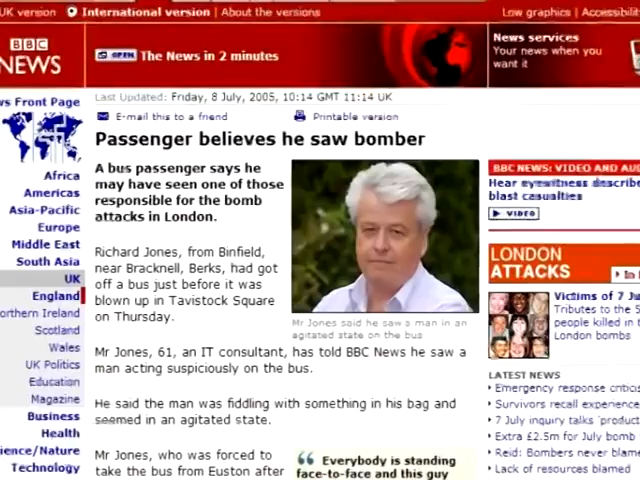 UK version
International version | About the versions
Low graphics | Accessibility
BBC
NEWS
OPEN The News in 2 minutes
News services
Your news when you
want it
Last Updated: Friday, 8 July, 2005, 10:14 GMT 11:14 UK
E-mail this to a friend
Printable version
Passenger believes he saw bomber
A bus passenger says he
may have seen one of those
responsible for the bomb
attacks in London.
Richard Jones, from Binfield,
near Bracknell, Berks, had got
off a bus just before it was
blown up in Tavistock Square
on Thursday.
Mr Jones said he saw a man in an
agitated state on the bus
Mr Jones, 61, an IT consultant, has told BBC News he saw a
man acting suspiciously on the bus.
He said the man was fiddling with something in his bag and
seemed in an agitated state.
Mr Jones, who was forced to
take the bus from Euston after
Everybody is standing
face-to-face and this guy
ws Front Page
Africa
Americas
Asia-Pacific
Europe
Middle East
South Asia
UK
England
orthern Ireland
Scotland
Wales
UK Politics
Education
Magazine
Business
Health
ience/Nature
Technology
BBC NEWS: VIDEO AND AUD
Hear eyewitness describe
blast casualties
VIDEO
LONDON
ATTACKS
In
Victims of 7 Ju
Tributes to the 5
people killed in t
London bombs
LATEST NEWS
Emergency response critici
Survivors recall experience
7 July inquiry talks 'product
Extra £2.5m for July bomb
Reid: Bombers never blame
Lack of resources blamed